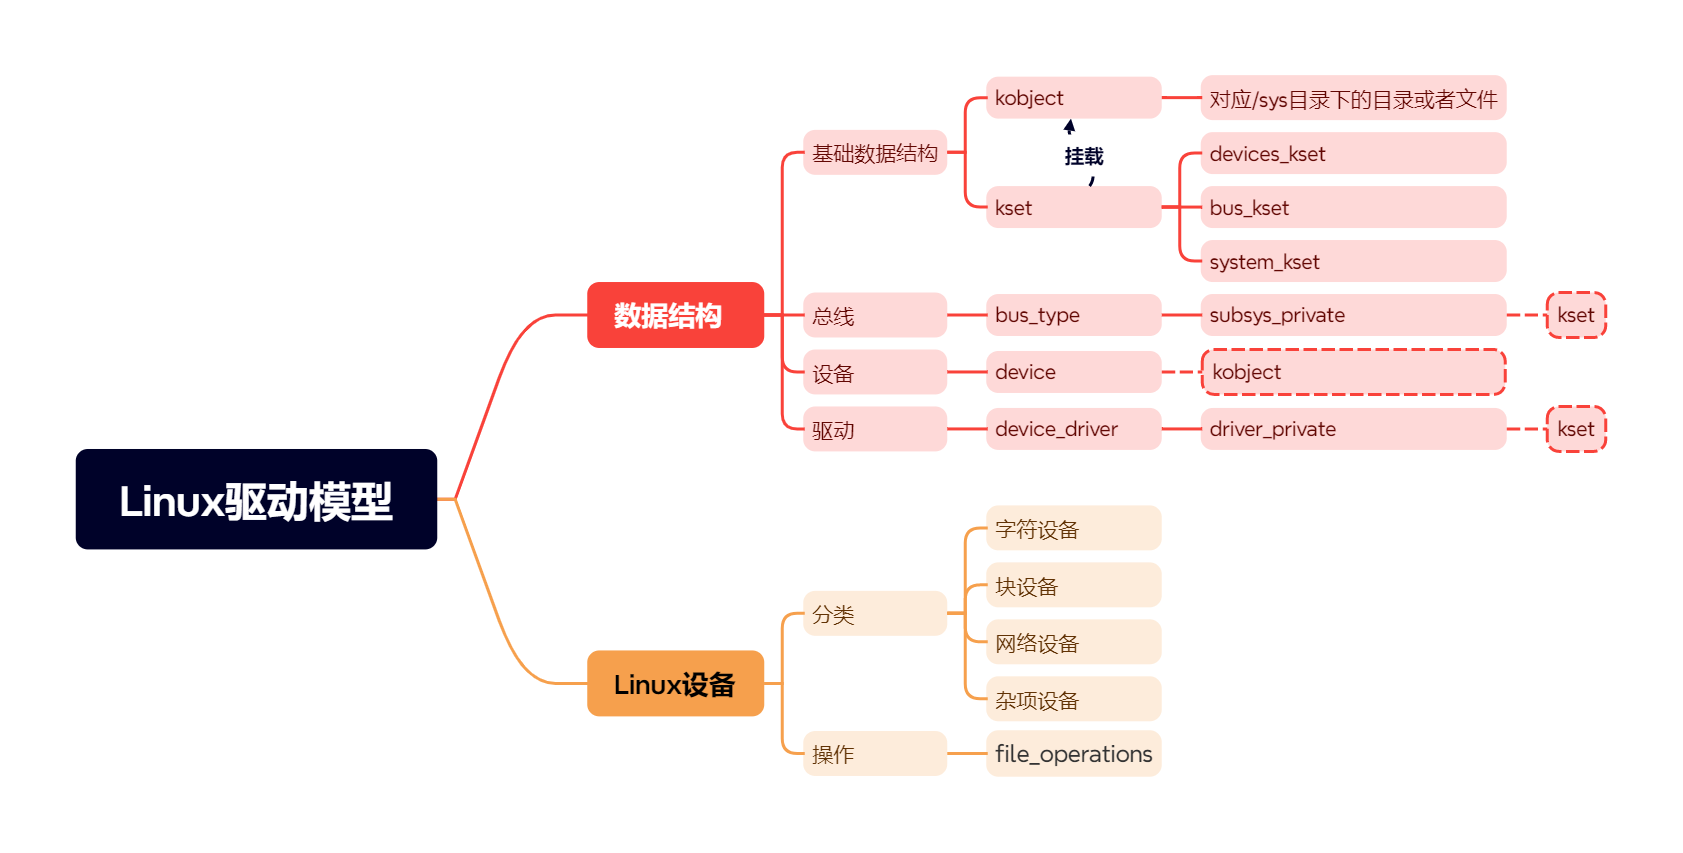 Linux驱动模型
数据结构
基础数据结构
kobject
对应/sys目录下的目录或者文件
挂载
kset
devices_kset
bus_kset
system_kset
总线
bus_type
subsys_private
kset
设备
device
kobject
驱动
device_driver
driver_private
kset
Linux设备
分类
字符设备
块设备
网络设备
杂项设备
操作
file_operations